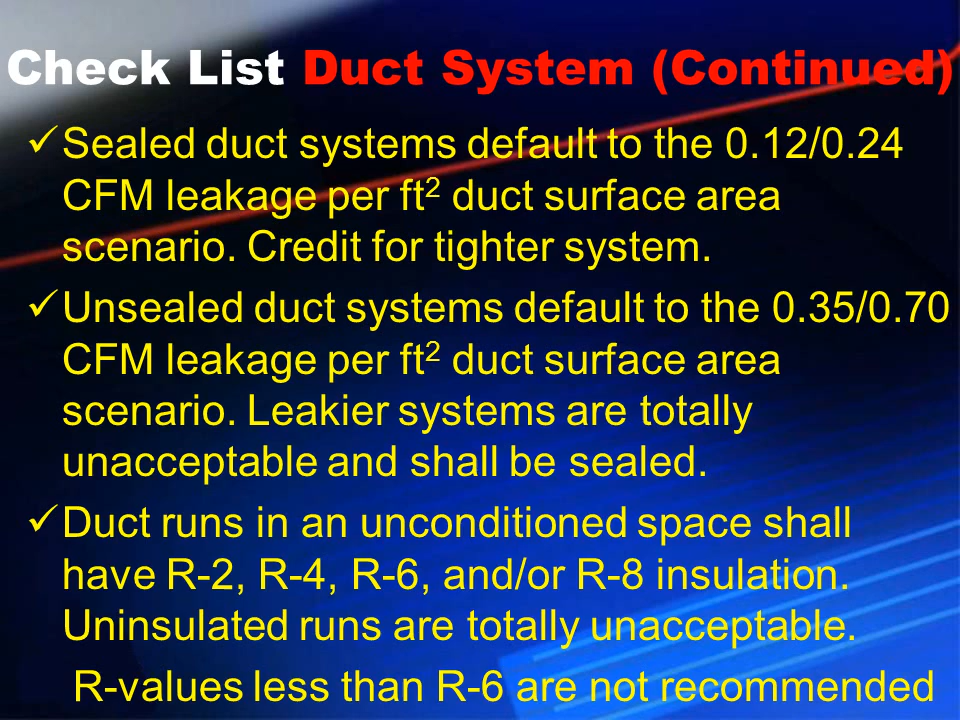 Check List Duct System (Continued)
✓ Sealed duct systems default to the 0.12/0.24
CFM leakage per ft² duct surface area
scenario. Credit for tighter system.
✓ Unsealed duct systems default to the 0.35/0.70
CFM leakage per ft² duct surface area
scenario. Leakier systems are totally
unacceptable and shall be sealed.
✓ Duct runs in an unconditioned space shall
have R-2, R-4, R-6, and/or R-8 insulation.
Uninsulated runs are totally unacceptable.
R-values less than R-6 are not recommended